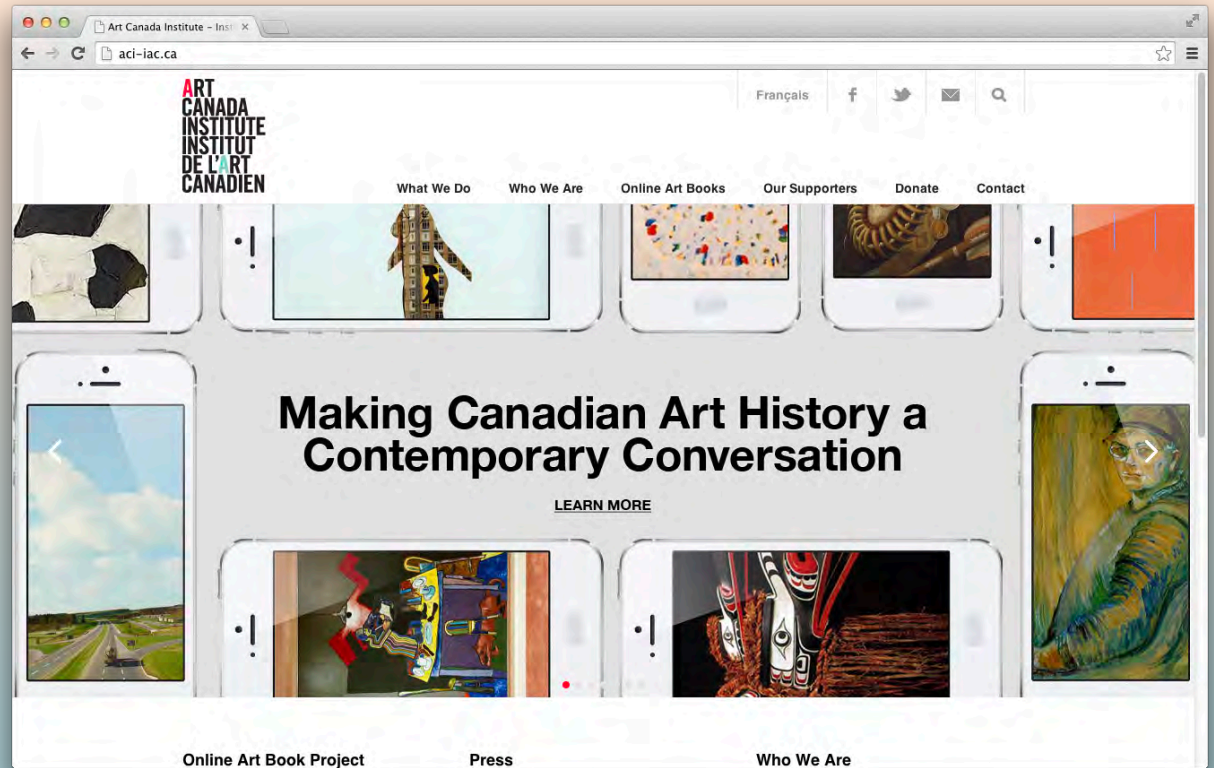 Art Canada Institute – Inst
aci-iac.ca
ART
CANADA
INSTITUTE
INSTITUT
DE L'ART
CANADIEN
Français
What We Do Who We Are Online Art Books Our Supporters Donate Contact
Making Canadian Art History a
Contemporary Conversation
LEARN MORE
Online Art Book Project Press Who We Are